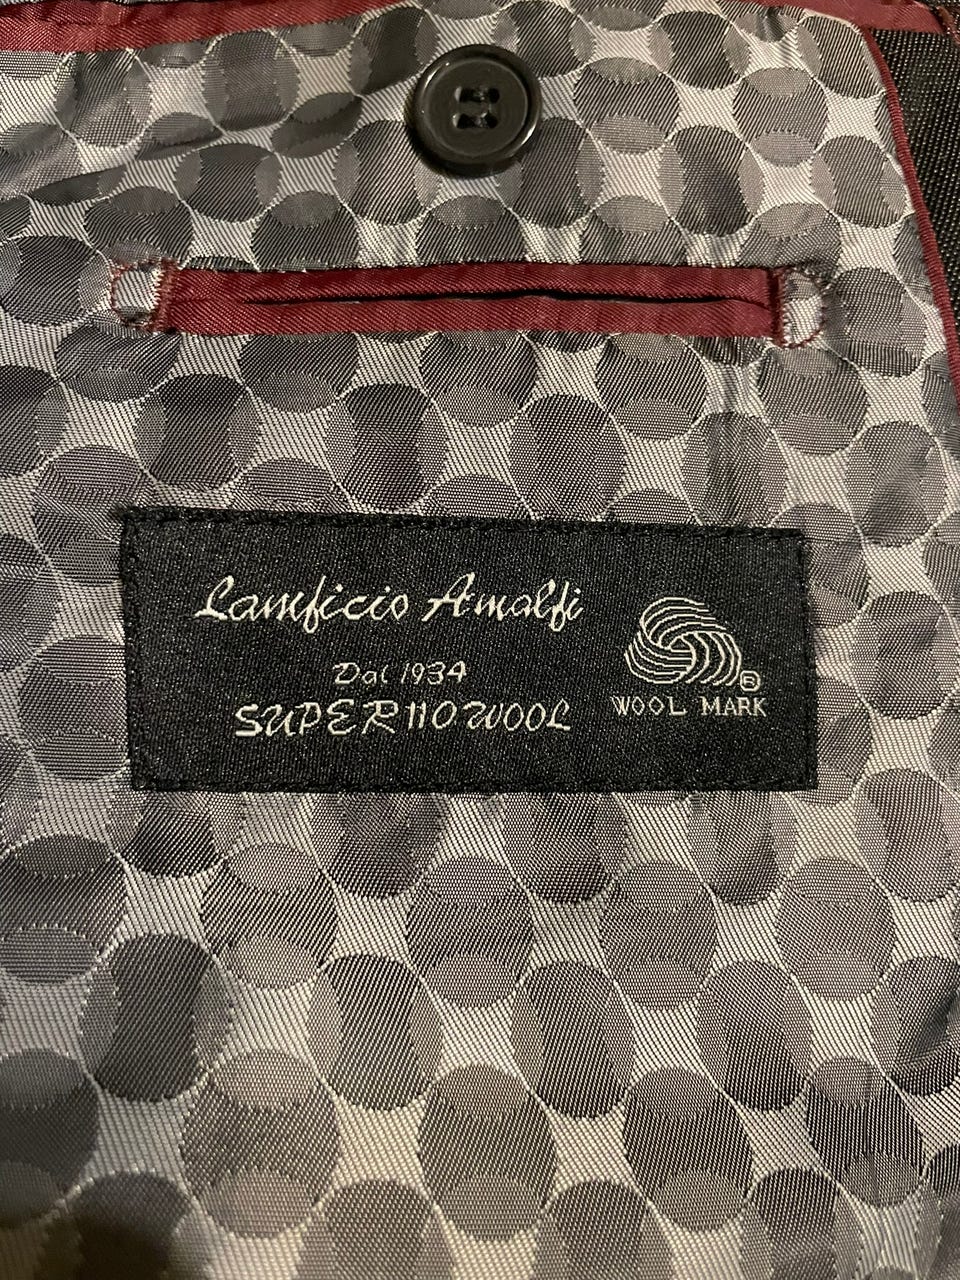 Lanificio Amalfi
Dal 1934
SUPER 110 WOOL
®
WOOL MARK